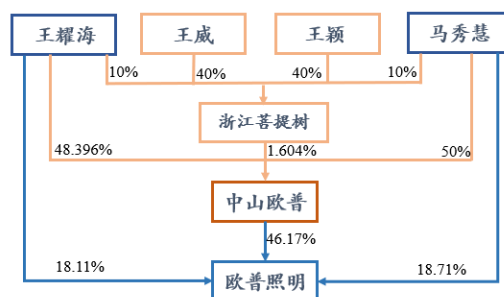 王耀海 王威 王颖 马秀慧
10% 40% 40% 10%
浙江菩提树
48.396% 1.604% 50%
中山欧普
46.17%
18.11% 18.71%
欧普照明